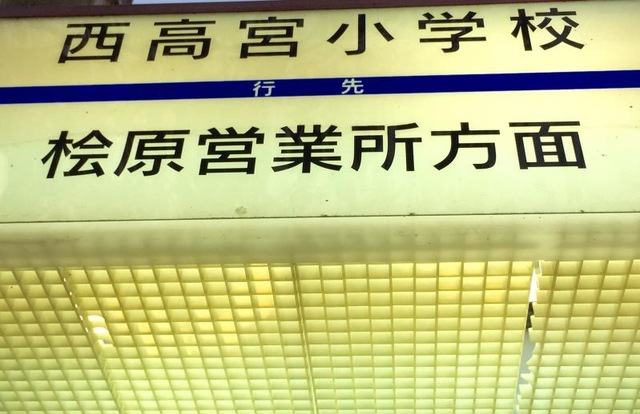 西高宮小学校
行先
桧原営業所方面